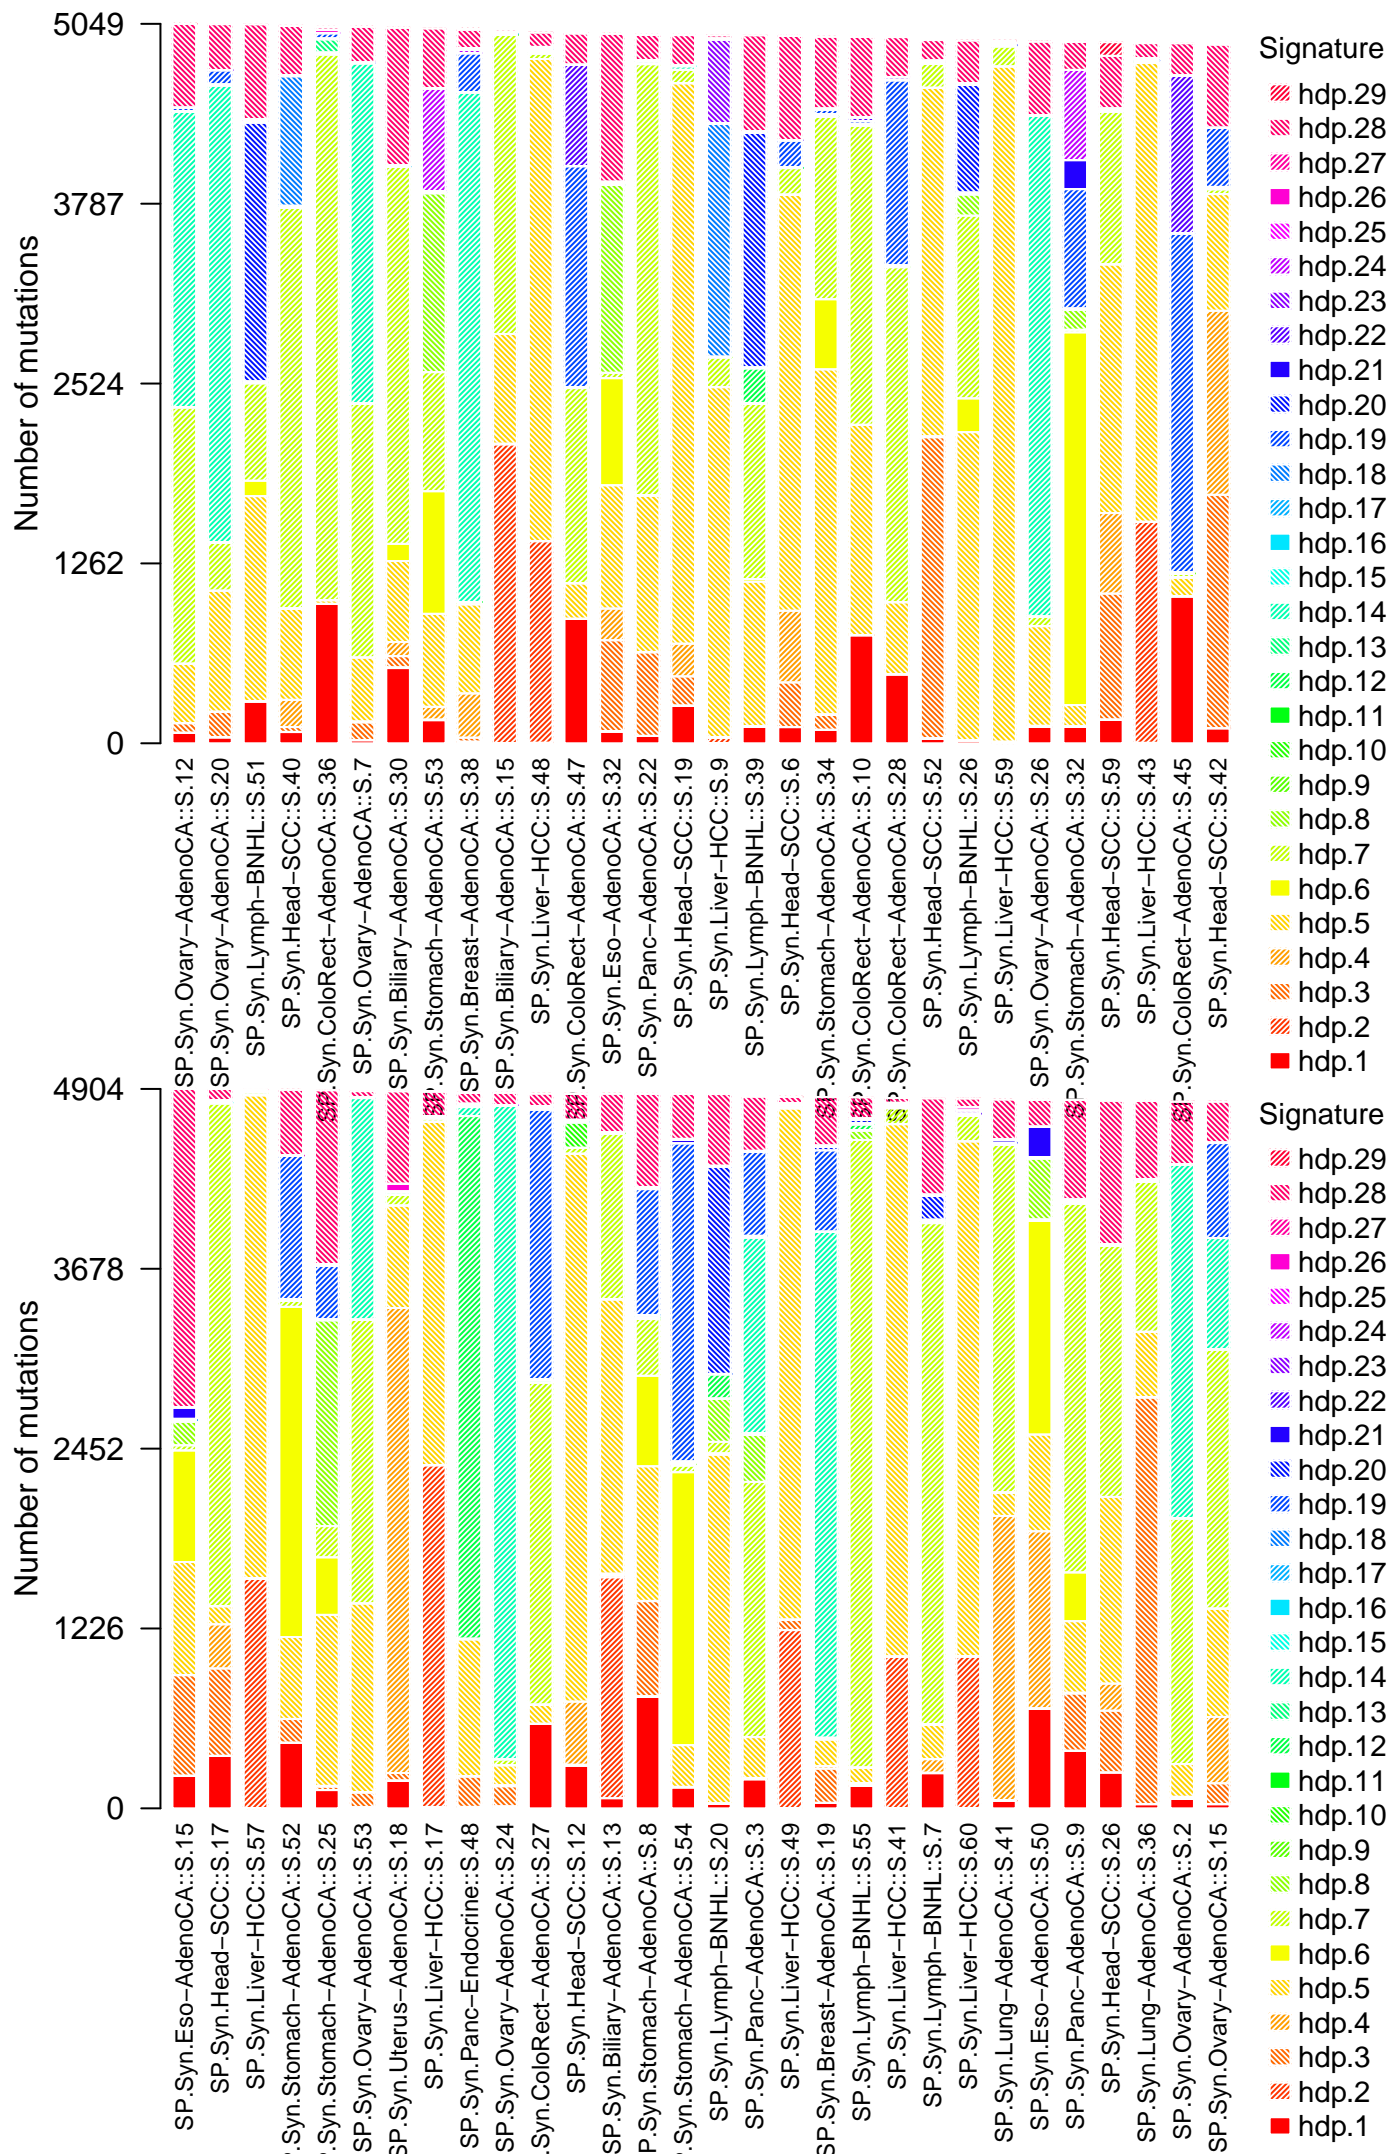 5049
3787
2524
1262
0
Number of mutations
SP.Syn.Ovary−AdenoCA::S.12
SP.Syn.Ovary−AdenoCA::S.20
SP.Syn.Lymph−BNHL::S.51
SP.Syn.Head−SCC::S.40
SP.Syn.ColoRect−AdenoCA::S.36
SP.Syn.Ovary−AdenoCA::S.7
SP.Syn.Biliary−AdenoCA::S.30
SP.Syn.Stomach−AdenoCA::S.53
SP.Syn.Breast−AdenoCA::S.38
SP.Syn.Biliary−AdenoCA::S.15
SP.Syn.Liver−HCC::S.48
SP.Syn.ColoRect−AdenoCA::S.47
SP.Syn.Eso−AdenoCA::S.32
SP.Syn.Panc−AdenoCA::S.22
SP.Syn.Head−SCC::S.19
SP.Syn.Liver−HCC::S.9
SP.Syn.Lymph−BNHL::S.39
SP.Syn.Head−SCC::S.6
SP.Syn.Stomach−AdenoCA::S.34
SP.Syn.ColoRect−AdenoCA::S.10
SP.Syn.ColoRect−AdenoCA::S.28
SP.Syn.Head−SCC::S.52
SP.Syn.Lymph−BNHL::S.26
SP.Syn.Liver−HCC::S.59
SP.Syn.Ovary−AdenoCA::S.26
SP.Syn.Stomach−AdenoCA::S.32
SP.Syn.Head−SCC::S.59
SP.Syn.Liver−HCC::S.43
SP.Syn.ColoRect−AdenoCA::S.45
SP.Syn.Head−SCC::S.42
Signature
hdp.29
hdp.28
hdp.27
hdp.26
hdp.25
hdp.24
hdp.23
hdp.22
hdp.21
hdp.20
hdp.19
hdp.18
hdp.17
hdp.16
hdp.15
hdp.14
hdp.13
hdp.12
hdp.11
hdp.10
hdp.9
hdp.8
hdp.7
hdp.6
hdp.5
hdp.4
hdp.3
hdp.2
hdp.1
4904
3678
2452
1226
0
Number of mutations
SP.Syn.Eso−AdenoCA::S.15
SP.Syn.Head−SCC::S.17
SP.Syn.Liver−HCC::S.57
P.Syn.Stomach−AdenoCA::S.52
P.Syn.Stomach−AdenoCA::S.25
SP.Syn.Ovary−AdenoCA::S.53
SP.Syn.Uterus−AdenoCA::S.18
SP.Syn.Liver−HCC::S.17
SP.Syn.Panc−Endocrine::S.48
SP.Syn.Ovary−AdenoCA::S.24
.Syn.ColoRect−AdenoCA::S.27
SP.Syn.Head−SCC::S.12
SP.Syn.Biliary−AdenoCA::S.13
P.Syn.Stomach−AdenoCA::S.8
P.Syn.Stomach−AdenoCA::S.54
SP.Syn.Lymph−BNHL::S.20
SP.Syn.Panc−AdenoCA::S.3
SP.Syn.Liver−HCC::S.49
SP.Syn.Breast−AdenoCA::S.19
SP.Syn.Lymph−BNHL::S.55
SP.Syn.Liver−HCC::S.41
SP.Syn.Lymph−BNHL::S.7
SP.Syn.Liver−HCC::S.60
SP.Syn.Lung−AdenoCA::S.41
SP.Syn.Eso−AdenoCA::S.50
SP.Syn.Panc−AdenoCA::S.9
SP.Syn.Head−SCC::S.26
SP.Syn.Lung−AdenoCA::S.36
SP.Syn.Ovary−AdenoCA::S.2
SP.Syn.Ovary−AdenoCA::S.15
Signature
hdp.29
hdp.28
hdp.27
hdp.26
hdp.25
hdp.24
hdp.23
hdp.22
hdp.21
hdp.20
hdp.19
hdp.18
hdp.17
hdp.16
hdp.15
hdp.14
hdp.13
hdp.12
hdp.11
hdp.10
hdp.9
hdp.8
hdp.7
hdp.6
hdp.5
hdp.4
hdp.3
hdp.2
hdp.1